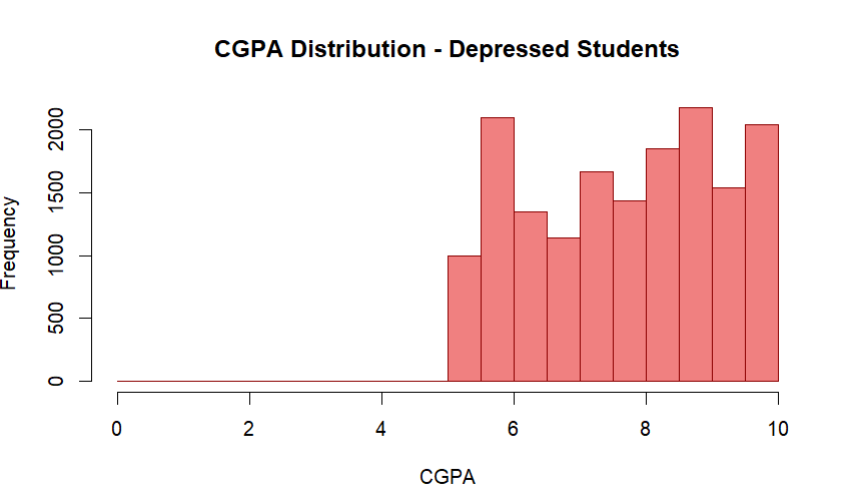 CGPA Distribution - Depressed Students
Frequency
2000
1500
1000
500
0
0 2 4 6 8 10
CGPA